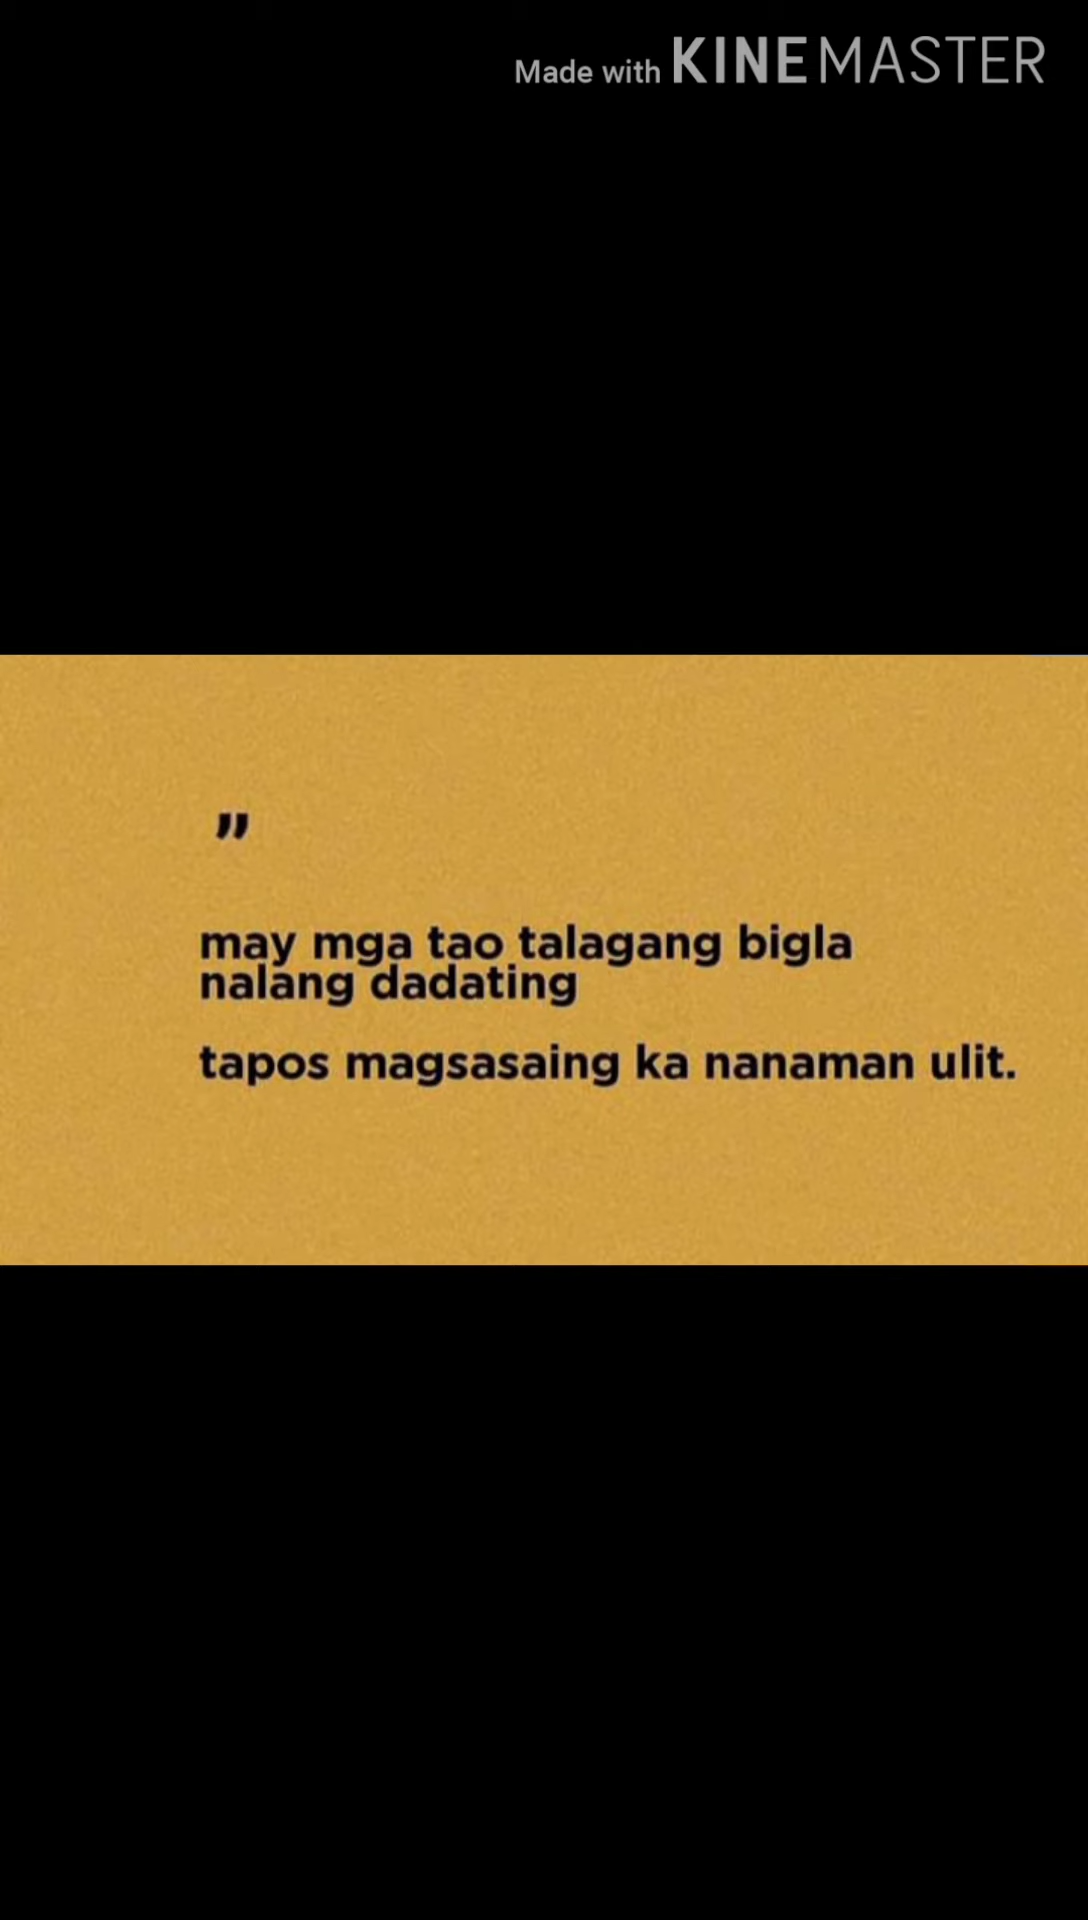 Made with KINEMASTER
”
may mga tao talagang bigla
nalang dadating
tapos magsasaing ka nanaman ulit.